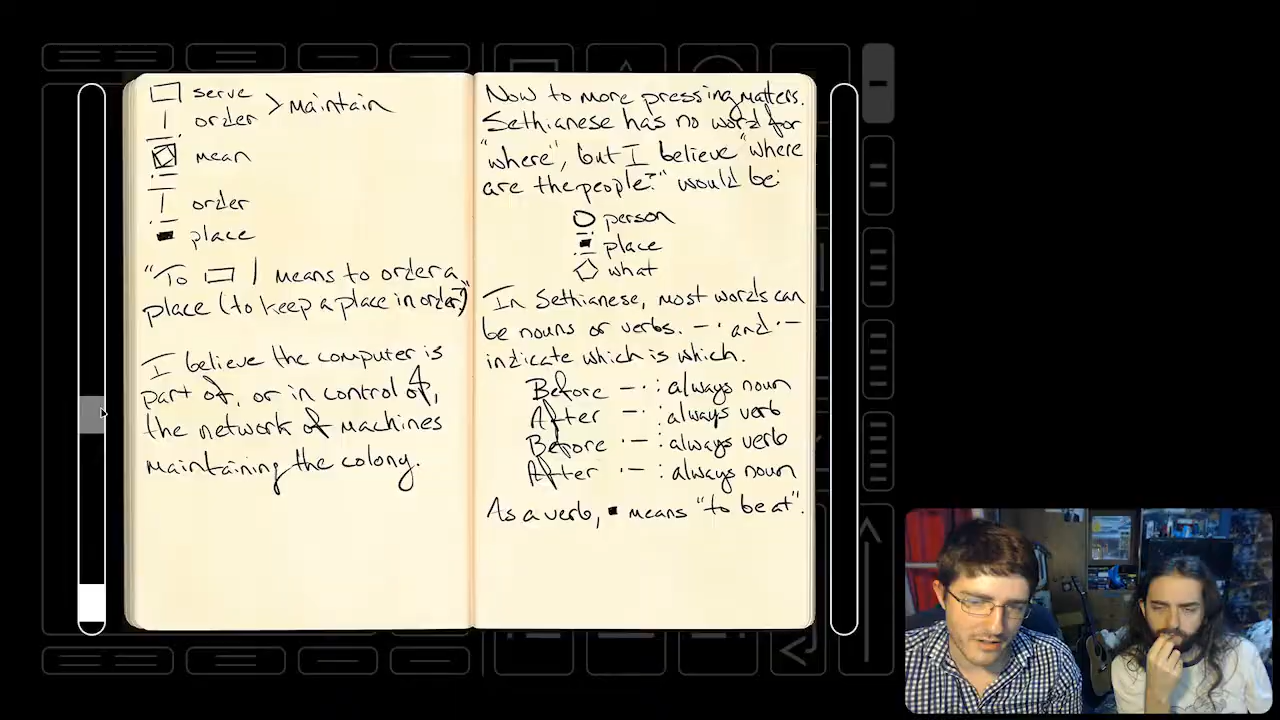 serve
order > maintain
mean
order
place
"To ▭ | means to order a
place (to keep a place in order)"
I believe the computer is
part of, or in control of,
the network of machines
maintaining the colony.
Now to more pressing matters.
Sethianese has no word for
"where", but I believe "where
are the people?" would be:
person
place
what
In Sethianese, most words can
be nouns or verbs. —· and ·—
indicate which is which.
Before —·: always noun
After —·: always verb
Before ·—: always verb
After ·—: always noun
As a verb, ▪ means "to be at".